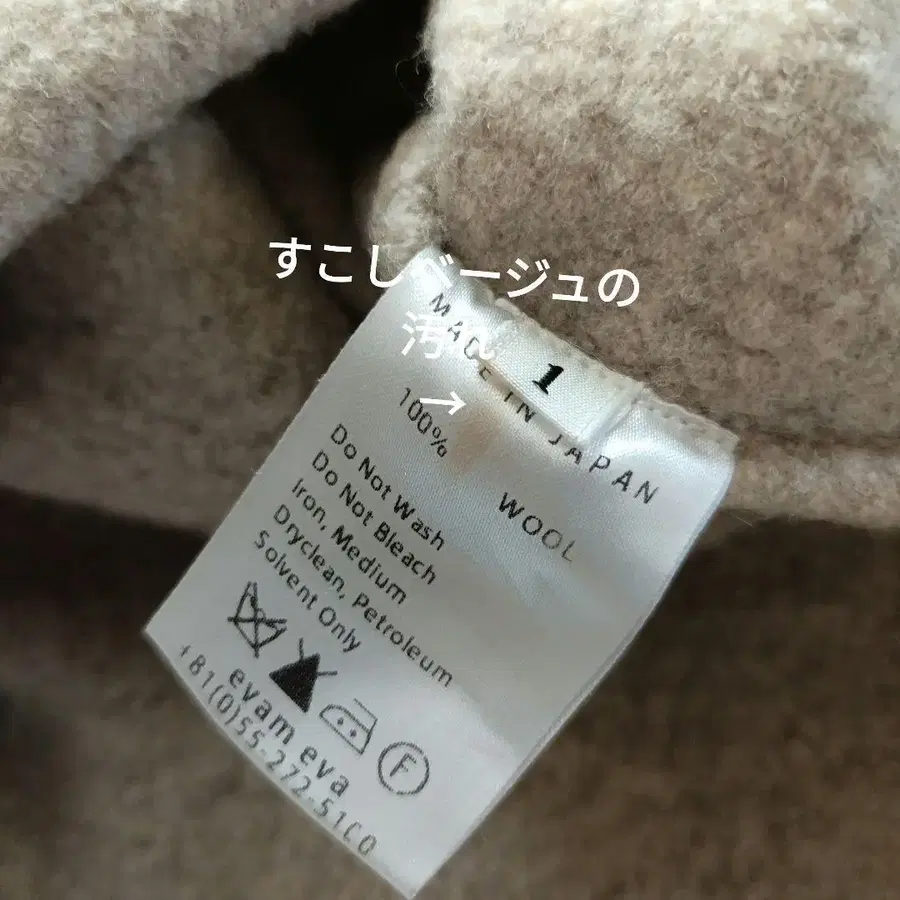 すこしベージュの
汚れ
→
1
MADE IN JAPAN
100% WOOL
Do Not Wash
Do Not Bleach
Iron, Medium
Dryclean, Petroleum
Solvent Only
F
evam eva
+81(0)55-272-5100